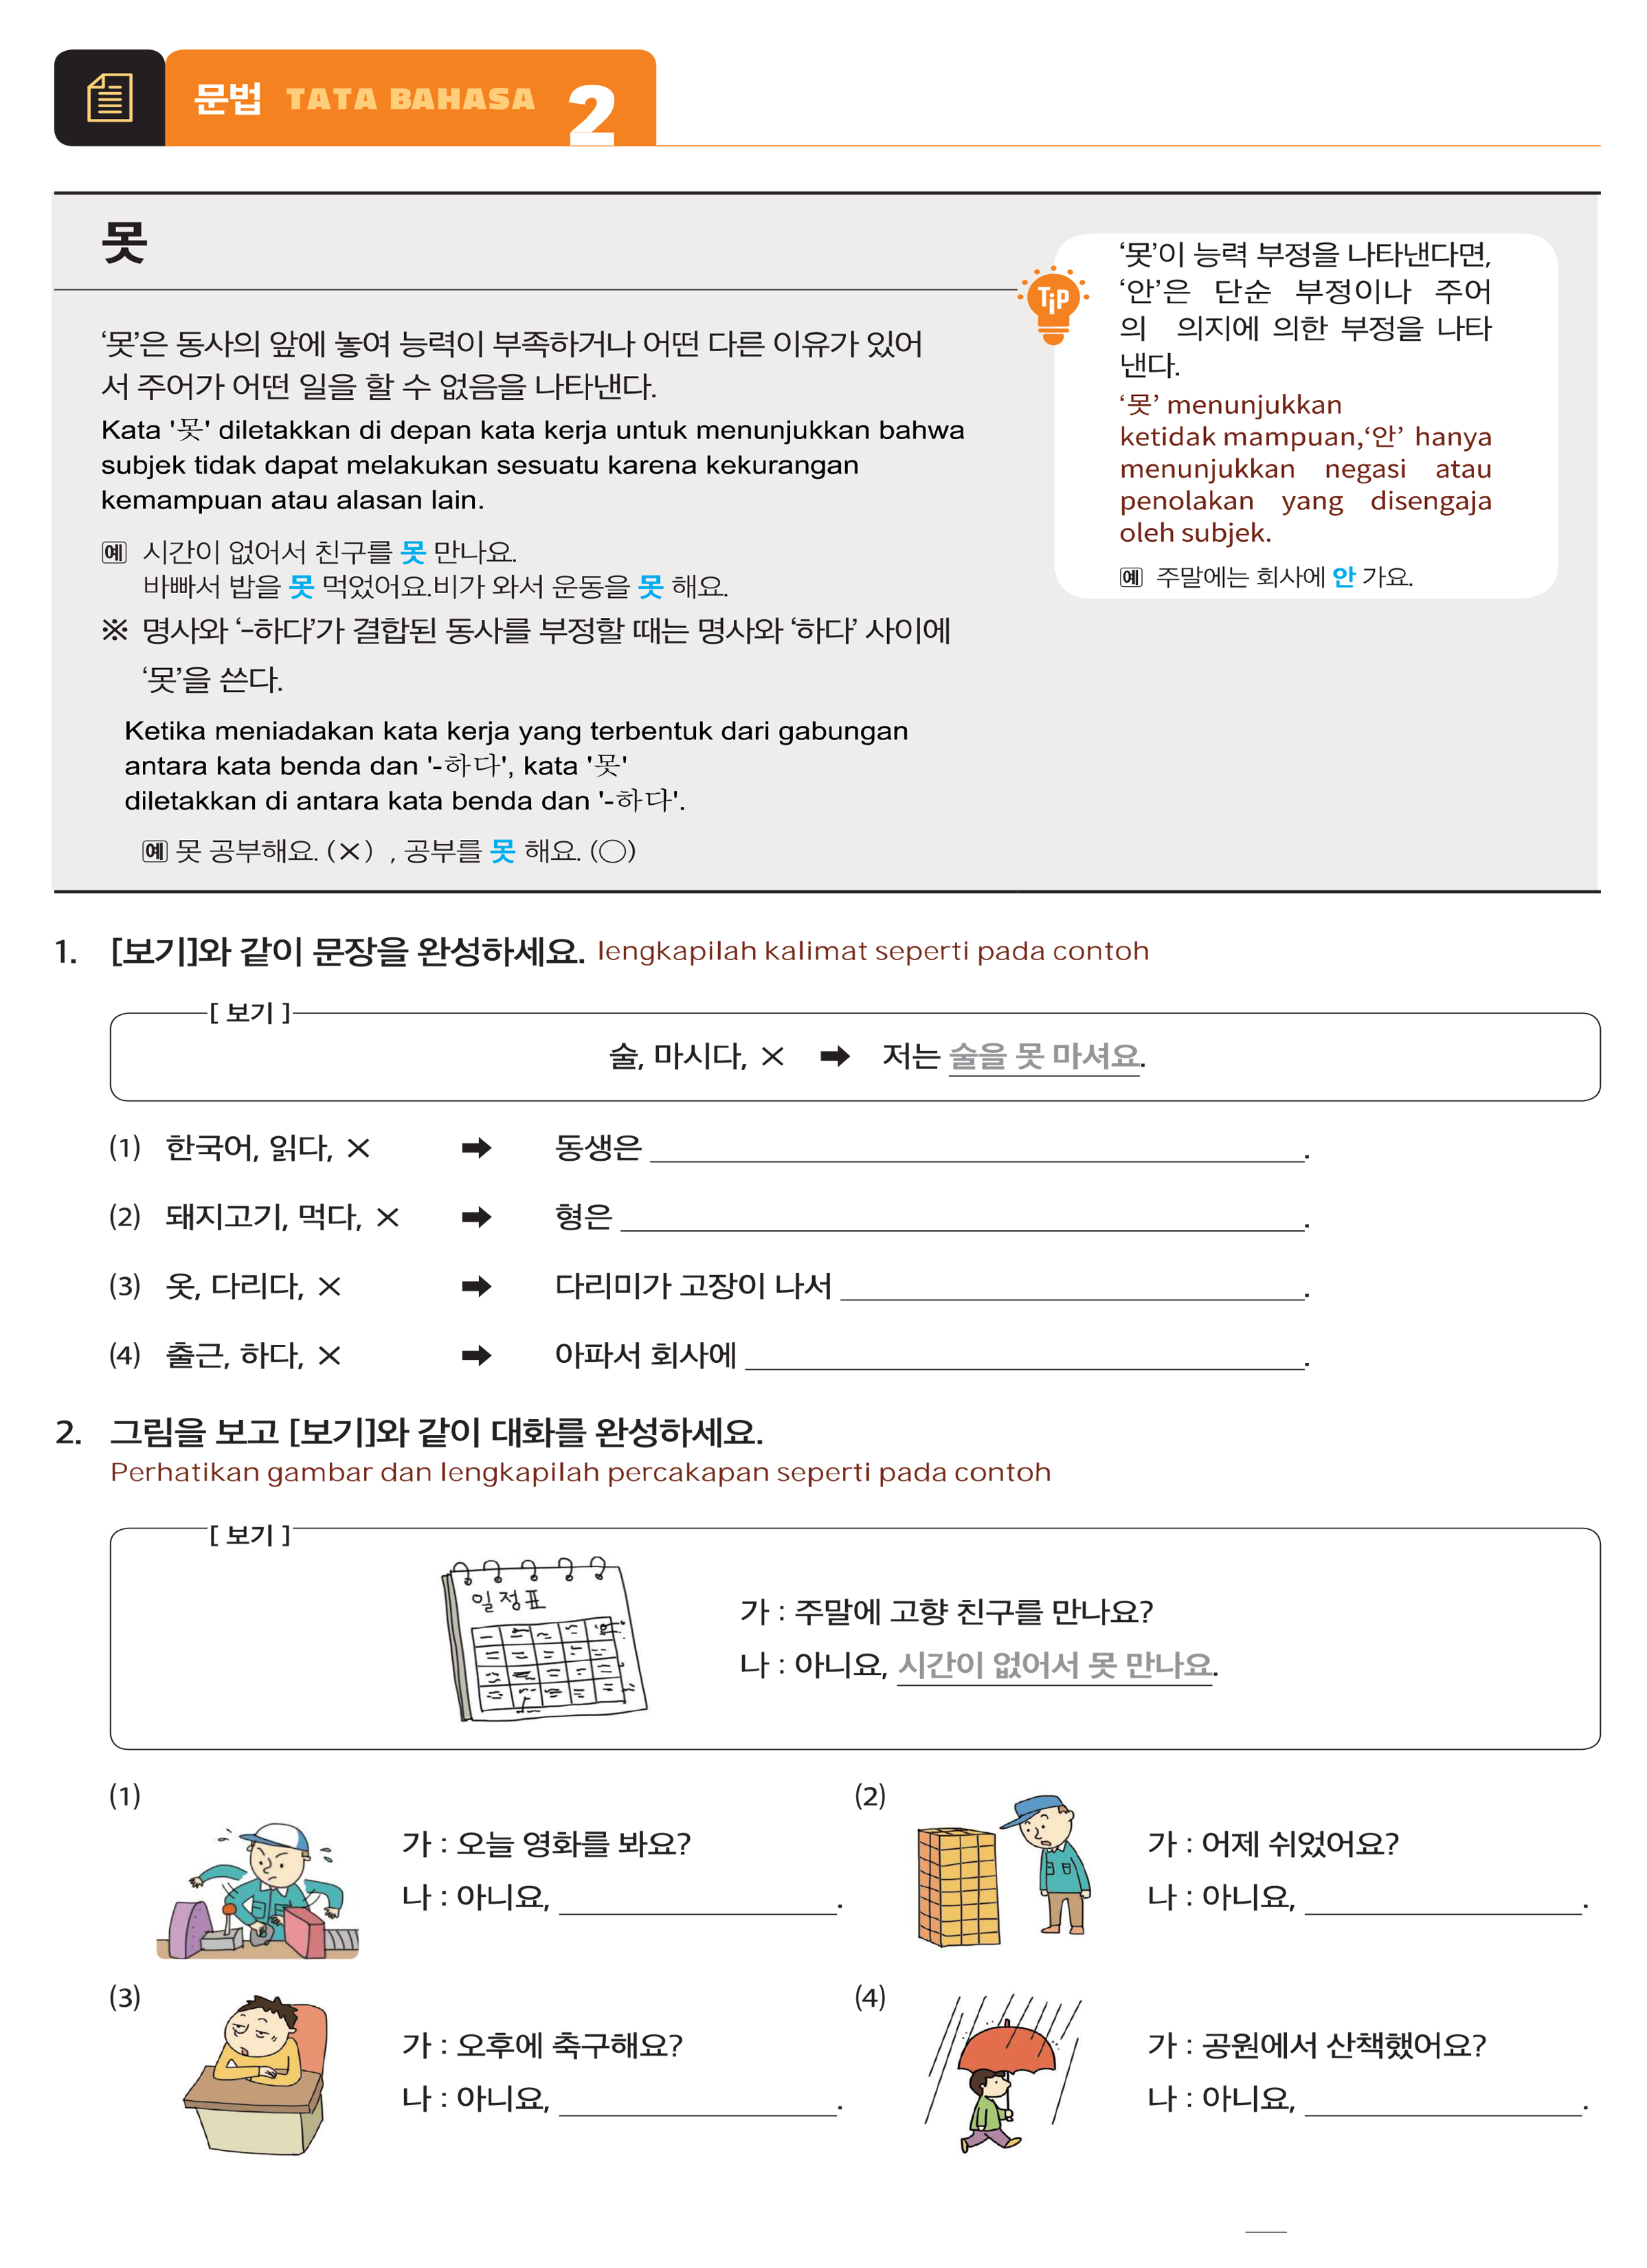 문법 TATA BAHASA 2
못
‘못’은 동사의 앞에 놓여 능력이 부족하거나 어떤 다른 이유가 있어
서 주어가 어떤 일을 할 수 없음을 나타낸다.
Kata '못' diletakkan di depan kata kerja untuk menunjukkan bahwa
subjek tidak dapat melakukan sesuatu karena kekurangan
kemampuan atau alasan lain.
예 시간이 없어서 친구를 못 만나요.
바빠서 밥을 못 먹었어요.비가 와서 운동을 못 해요.
※ 명사와 ‘-하다’가 결합된 동사를 부정할 때는 명사와 ‘하다’ 사이에
‘못’을 쓴다.
Ketika meniadakan kata kerja yang terbentuk dari gabungan
antara kata benda dan '-하다', kata '못'
diletakkan di antara kata benda dan '-하다'.
예 못 공부해요. (×) , 공부를 못 해요. (○)
TiP
‘못’이 능력 부정을 나타낸다면,
‘안’은 단순 부정이나 주어
의 의지에 의한 부정을 나타
낸다.
‘못’ menunjukkan
ketidak mampuan,‘안’ hanya
menunjukkan negasi atau
penolakan yang disengaja
oleh subjek.
예 주말에는 회사에 안 가요.
1. [보기]와 같이 문장을 완성하세요. lengkapilah kalimat seperti pada contoh
[ 보기 ]
술, 마시다, × ➡ 저는 술을 못 마셔요.
(1) 한국어, 읽다, × ➡ 동생은 ____.
(2) 돼지고기, 먹다, × ➡ 형은 ____.
(3) 옷, 다리다, × ➡ 다리미가 고장이 나서 ____.
(4) 출근, 하다, × ➡ 아파서 회사에 ____.
2. 그림을 보고 [보기]와 같이 대화를 완성하세요.
Perhatikan gambar dan lengkapilah percakapan seperti pada contoh
[ 보기 ]
일정표
가 : 주말에 고향 친구를 만나요?
나 : 아니요, 시간이 없어서 못 만나요.
(1)
가 : 오늘 영화를 봐요?
나 : 아니요, ____.
(2)
가 : 어제 쉬었어요?
나 : 아니요, ____.
(3)
가 : 오후에 축구해요?
나 : 아니요, ____.
(4)
가 : 공원에서 산책했어요?
나 : 아니요, ____.